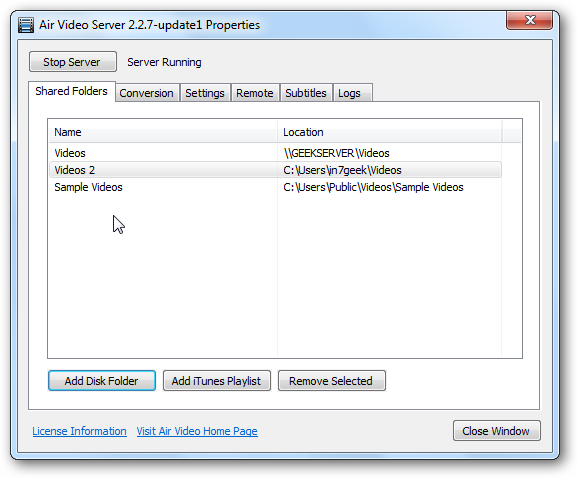 Air Video Server 2.2.7-update1 Properties
Stop Server Server Running
Shared Folders Conversion Settings Remote Subtitles Logs
Name Location
Videos \\GEEKSERVER\Videos
Videos 2 C:\Users\in7geek\Videos
Sample Videos C:\Users\Public\Videos\Sample Videos
Add Disk Folder Add iTunes Playlist Remove Selected
License Information Visit Air Video Home Page Close Window